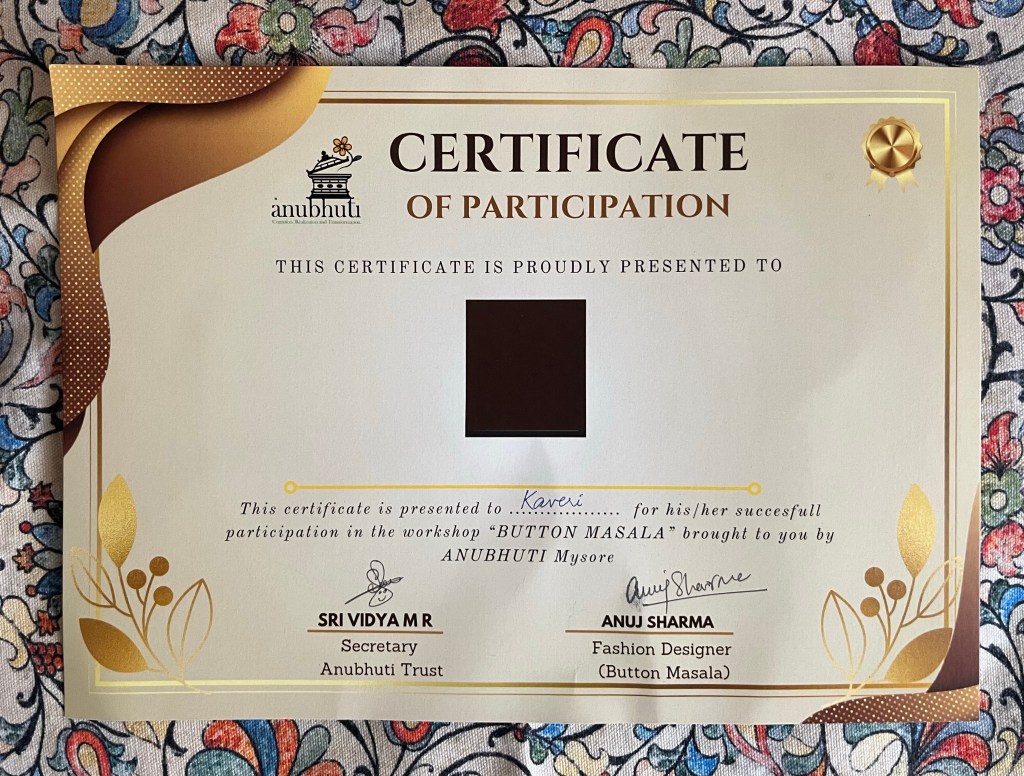 anubhuti
CERTIFICATE
OF PARTICIPATION
THIS CERTIFICATE IS PROUDLY PRESENTED TO
This certificate is presented to Kaveri for his/her succesfull
participation in the workshop “BUTTON MASALA” brought to you by
ANUBHUTI Mysore
Anuj Sharma
SRI VIDYA M R
ANUJ SHARMA
Secretary
Fashion Designer
Anubhuti Trust
(Button Masala)